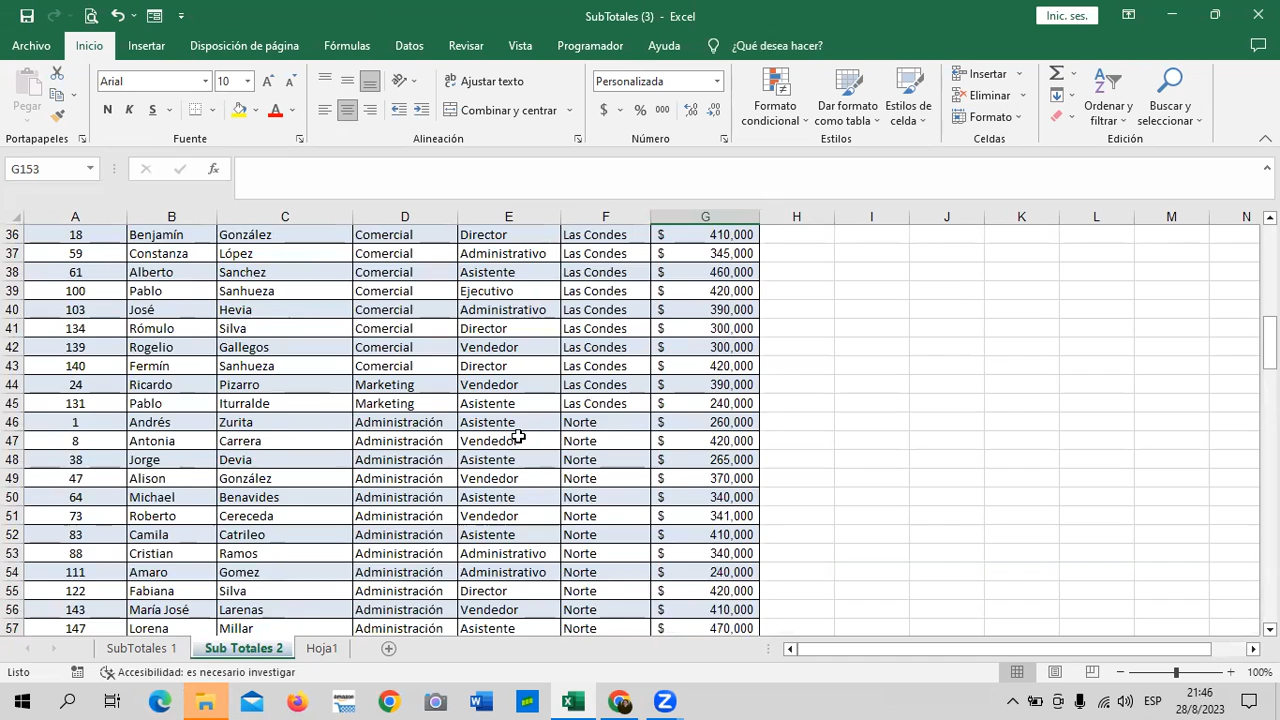 SubTotales (3) - Excel
Inic. ses.
Archivo Inicio Insertar Disposición de página Fórmulas Datos Revisar Vista Programador Ayuda ¿Qué desea hacer?
Pegar
Arial 10
N K S
Ajustar texto
Combinar y centrar
Personalizada
$ % 000
Formato condicional
Dar formato como tabla
Estilos de celda
Insertar
Eliminar
Formato
Ordenar y filtrar
Buscar y seleccionar
Portapapeles Fuente Alineación Número Estilos Celdas Edición
G153 fx
A B C D E F G H I J K L M N
36 18 Benjamín González Comercial Director Las Condes $ 410,000
37 59 Constanza López Comercial Administrativo Las Condes $ 345,000
38 61 Alberto Sanchez Comercial Asistente Las Condes $ 460,000
39 100 Pablo Sanhueza Comercial Ejecutivo Las Condes $ 420,000
40 103 José Hevia Comercial Administrativo Las Condes $ 390,000
41 134 Rómulo Silva Comercial Director Las Condes $ 300,000
42 139 Rogelio Gallegos Comercial Vendedor Las Condes $ 300,000
43 140 Fermín Sanhueza Comercial Director Las Condes $ 420,000
44 24 Ricardo Pizarro Marketing Vendedor Las Condes $ 390,000
45 131 Pablo Iturralde Marketing Asistente Las Condes $ 240,000
46 1 Andrés Zurita Administración Asistente Norte $ 260,000
47 8 Antonia Carrera Administración Vendedor Norte $ 420,000
48 38 Jorge Devia Administración Asistente Norte $ 265,000
49 47 Alison González Administración Vendedor Norte $ 370,000
50 64 Michael Benavides Administración Asistente Norte $ 340,000
51 73 Roberto Cereceda Administración Vendedor Norte $ 341,000
52 83 Camila Catrileo Administración Asistente Norte $ 410,000
53 88 Cristian Ramos Administración Administrativo Norte $ 340,000
54 111 Amaro Gomez Administración Administrativo Norte $ 240,000
55 122 Fabiana Silva Administración Director Norte $ 420,000
56 143 María José Larenas Administración Vendedor Norte $ 410,000
57 147 Lorena Millar Administración Asistente Norte $ 470,000
SubTotales 1 Sub Totales 2 Hoja1
Listo Accesibilidad: es necesario investigar 100%
ESP 21:46
28/8/2023